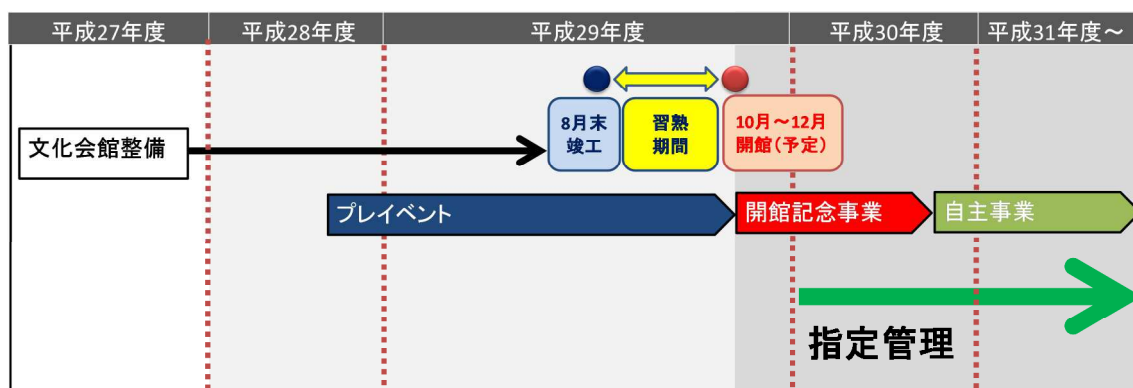 平成27年度
平成28年度
平成29年度
平成30年度
平成31年度～
文化会館整備
8月末
竣工
習熟
期間
10月～12月
開館(予定)
プレイベント
開館記念事業
自主事業
指定管理